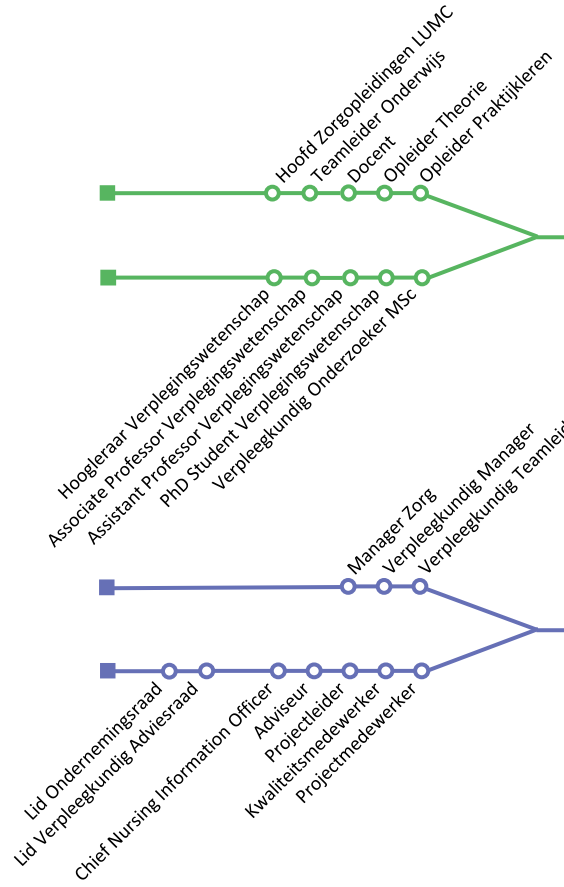 Hoofd Zorgopleidingen LUMC
Teamleider Onderwijs
Docent
Opleider Theorie
Opleider Praktijkleren
Hoogleraar Verplegingswetenschap
Associate Professor Verplegingswetenschap
Assistant Professor Verplegingswetenschap
PhD Student Verplegingswetenschap
Verpleegkundig Onderzoeker MSc
Manager Zorg
Verpleegkundig Manager
Verpleegkundig Teamleid
Lid Ondernemingsraad
Lid Verpleegkundig Adviesraad
Chief Nursing Information Officer
Adviseur
Projectleider
Kwaliteitsmedewerker
Projectmedewerker